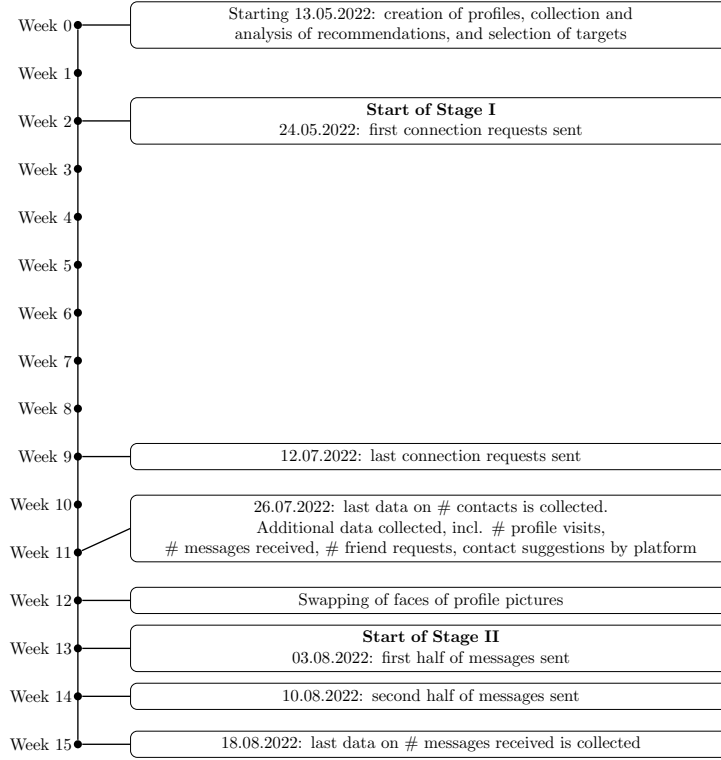 Week 0
Starting 13.05.2022: creation of profiles, collection and
analysis of recommendations, and selection of targets
Week 1
Week 2
Start of Stage I
24.05.2022: first connection requests sent
Week 3
Week 4
Week 5
Week 6
Week 7
Week 8
Week 9
12.07.2022: last connection requests sent
Week 10
Week 11
26.07.2022: last data on # contacts is collected.
Additional data collected, incl. # profile visits,
# messages received, # friend requests, contact suggestions by platform
Week 12
Swapping of faces of profile pictures
Week 13
Start of Stage II
03.08.2022: first half of messages sent
Week 14
10.08.2022: second half of messages sent
Week 15
18.08.2022: last data on # messages received is collected